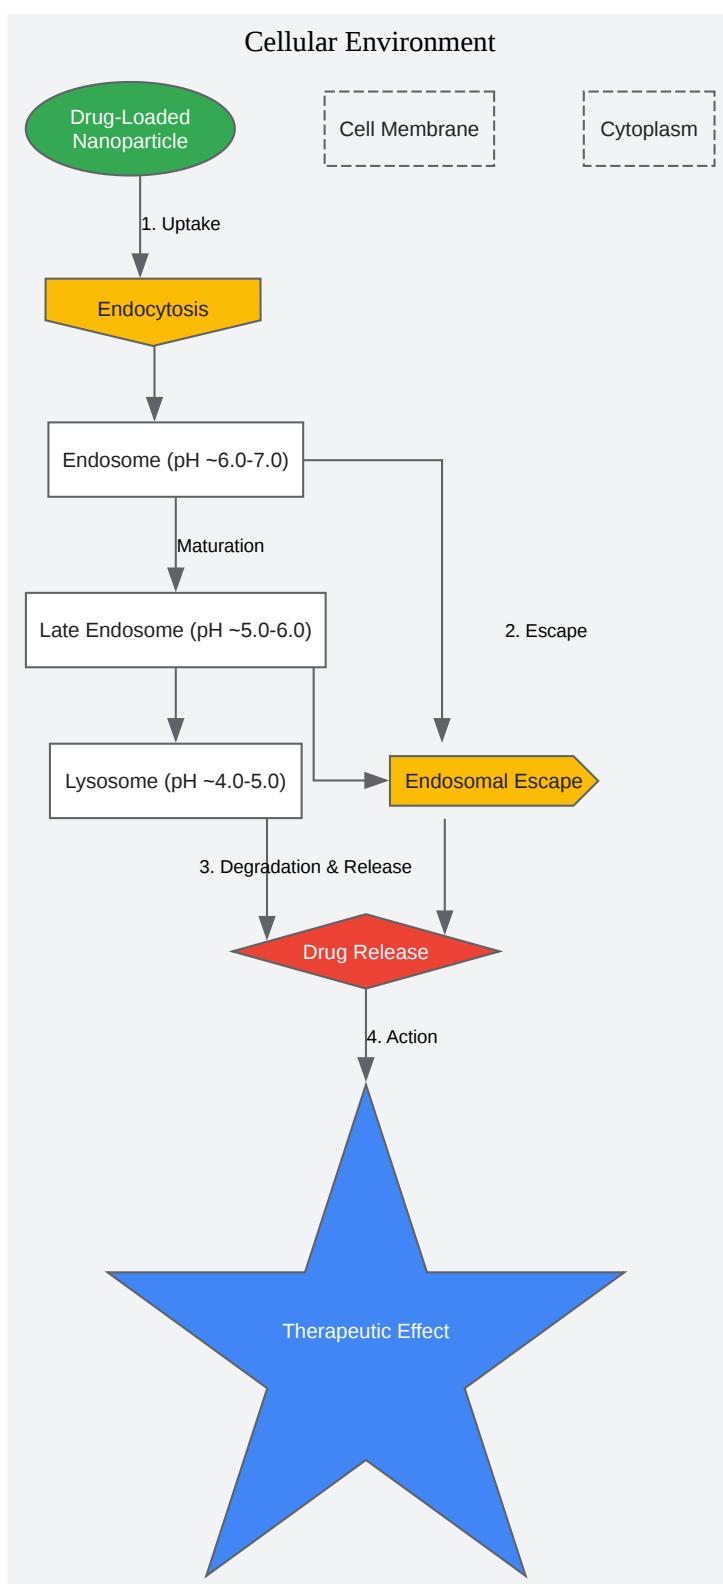 Cellular Environment
Drug-Loaded
Nanoparticle
Cell Membrane
Cytoplasm
1. Uptake
Endocytosis
Endosome (pH ~6.0-7.0)
Maturation
Late Endosome (pH ~5.0-6.0)
2. Escape
Lysosome (pH ~4.0-5.0)
Endosomal Escape
3. Degradation & Release
Drug Release
4. Action
Therapeutic Effect